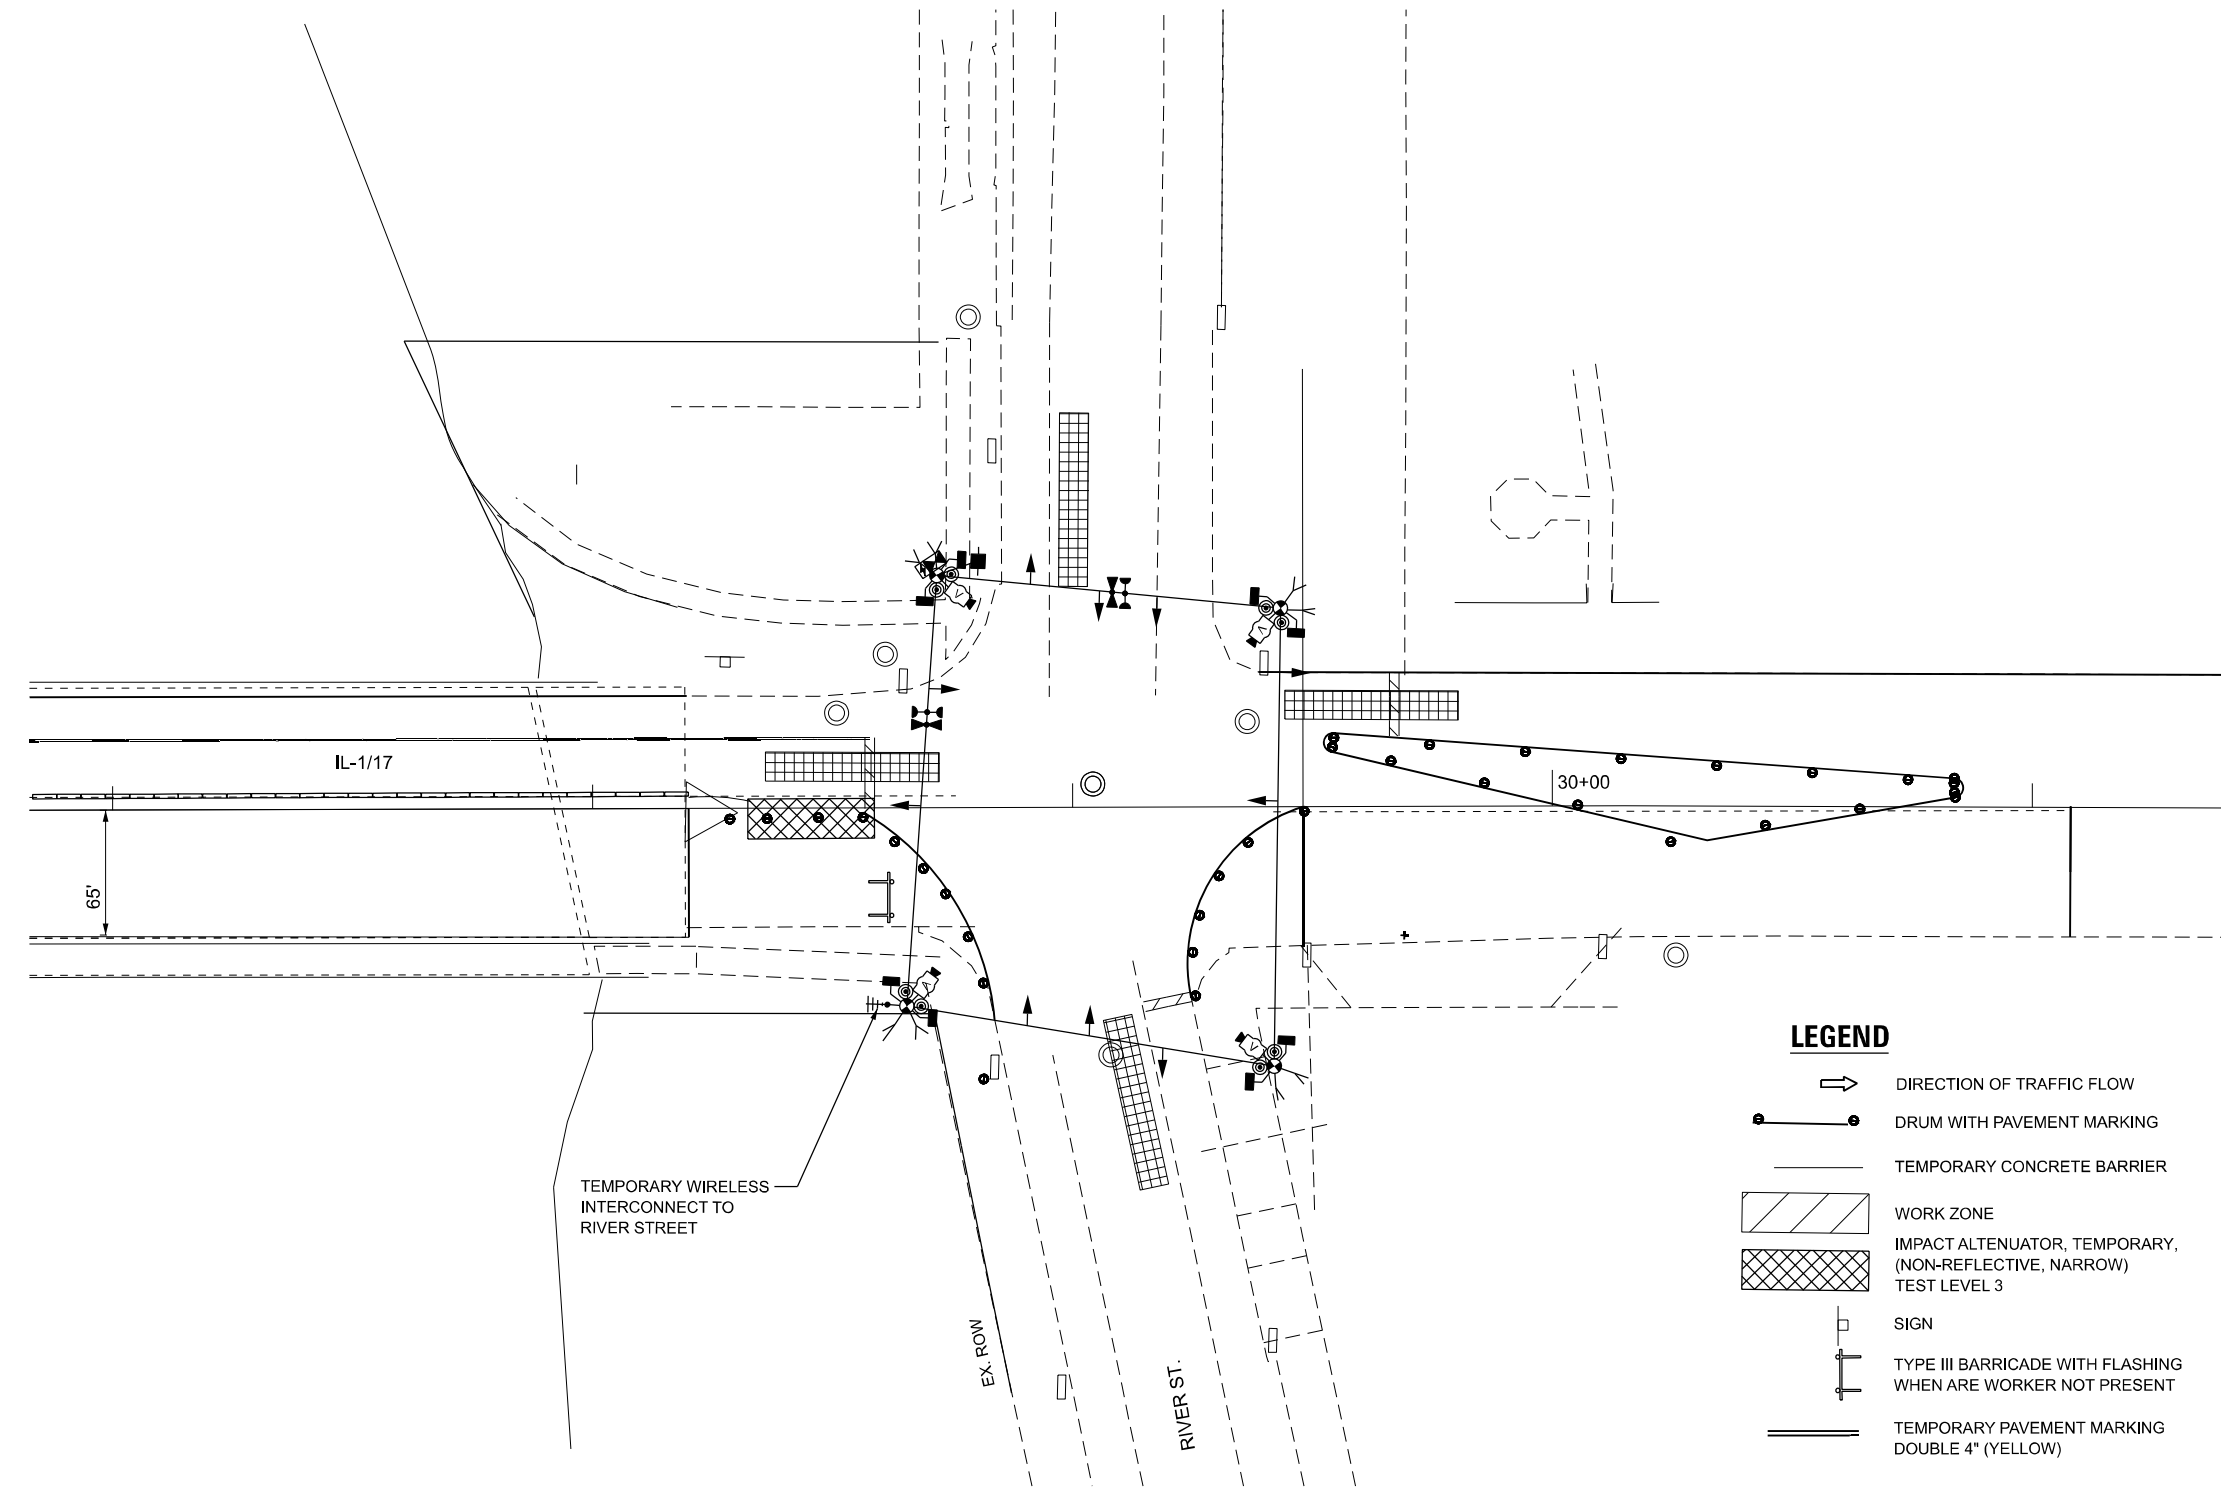 IL-1/17
30+00
65'
TEMPORARY WIRELESS
INTERCONNECT TO
RIVER STREET
EX. ROW
RIVER ST.
LEGEND
DIRECTION OF TRAFFIC FLOW
DRUM WITH PAVEMENT MARKING
TEMPORARY CONCRETE BARRIER
WORK ZONE
IMPACT ALTENUATOR, TEMPORARY,
(NON-REFLECTIVE, NARROW)
TEST LEVEL 3
SIGN
TYPE III BARRICADE WITH FLASHING
WHEN ARE WORKER NOT PRESENT
TEMPORARY PAVEMENT MARKING
DOUBLE 4" (YELLOW)